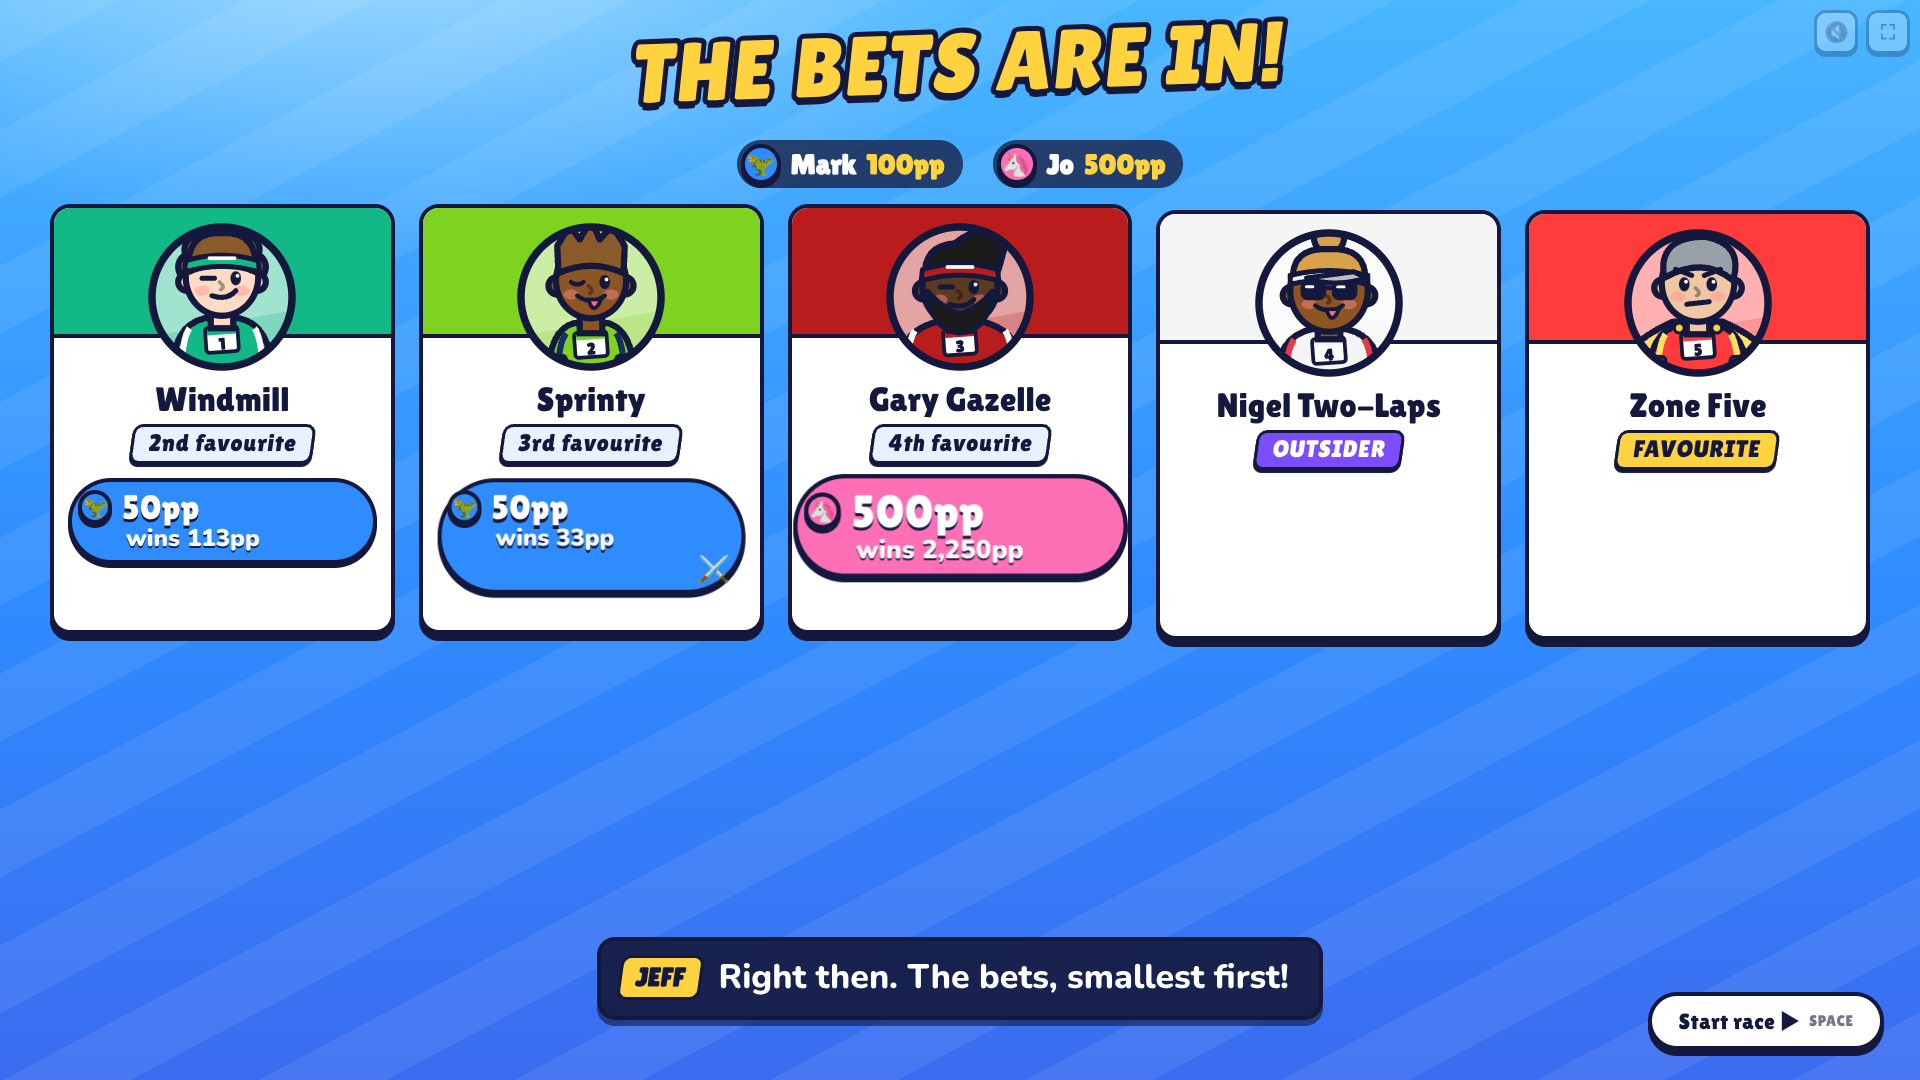 THE BETS ARE IN!
Mark 100pp
Jo 500pp
1
Windmill
2nd favourite
50pp
wins 113pp
2
Sprinty
3rd favourite
50pp
wins 33pp
3
Gary Gazelle
4th favourite
500pp
wins 2,250pp
4
Nigel Two-Laps
OUTSIDER
5
Zone Five
FAVOURITE
JEFF Right then. The bets, smallest first!
Start race SPACE